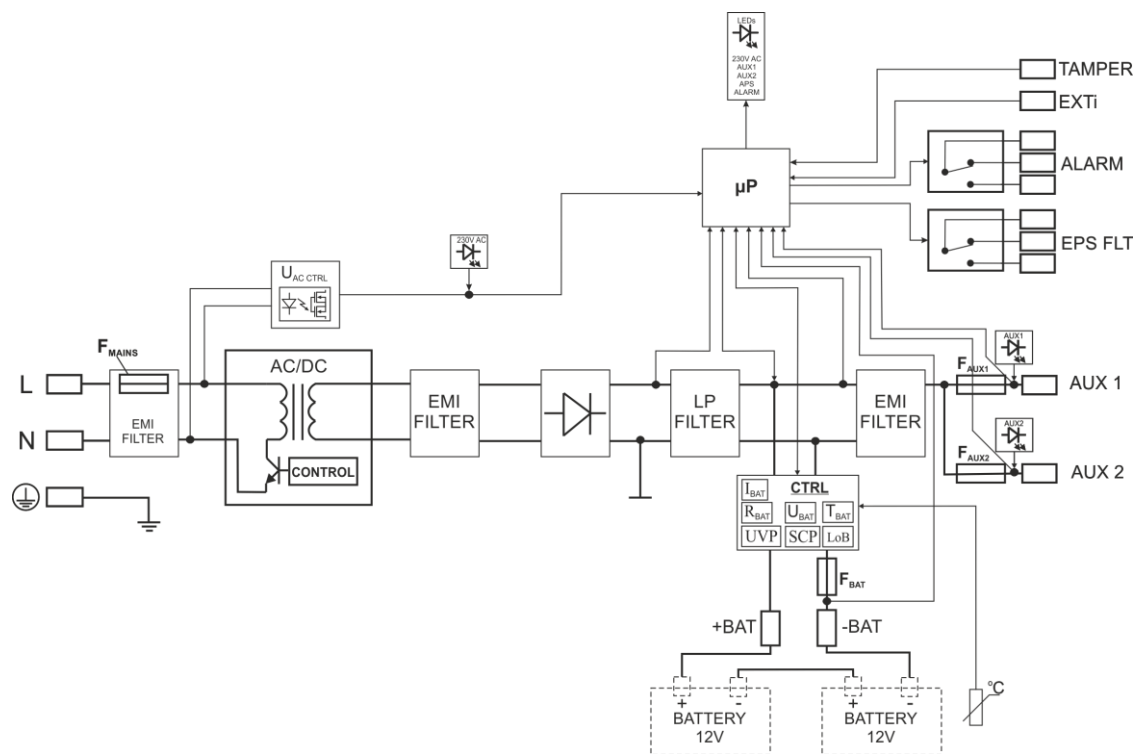 LEDs
230V AC
AUX1
AUX2
APS
ALARM
TAMPER
EXTi
ALARM
EPS FLT
µP
230V AC
U AC CTRL
F MAINS
L
N
EMI
FILTER
AC/DC
CONTROL
EMI
FILTER
LP
FILTER
EMI
FILTER
F AUX1
AUX1
AUX 1
F AUX2
AUX2
AUX 2
CTRL
I BAT
R BAT
U BAT
T BAT
UVP
SCP
LoB
F BAT
+BAT
-BAT
°C
+
-
BATTERY
12V
+
-
BATTERY
12V